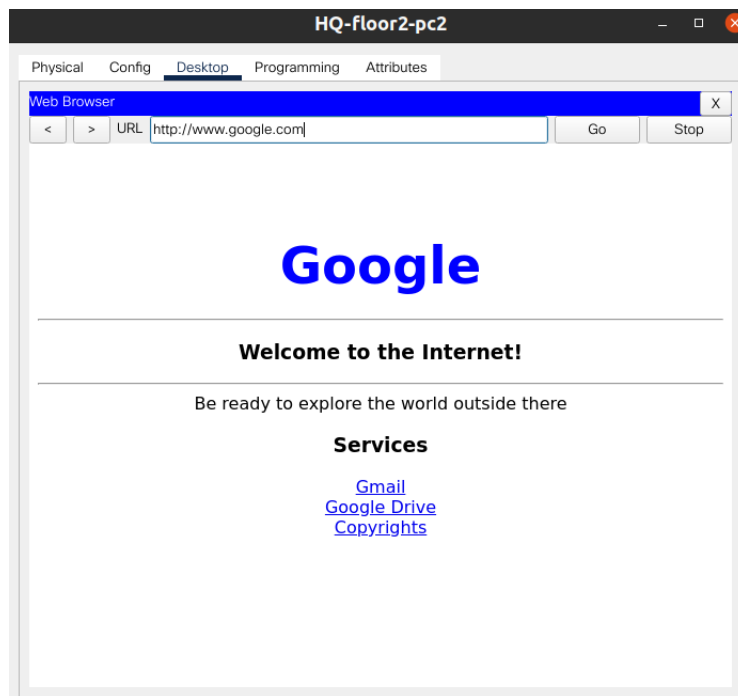 HQ-floor2-pc2
Physical Config Desktop Programming Attributes
Web Browser X
< > URL http://www.google.com Go Stop
Google
Welcome to the Internet!
Be ready to explore the world outside there
Services
Gmail
Google Drive
Copyrights